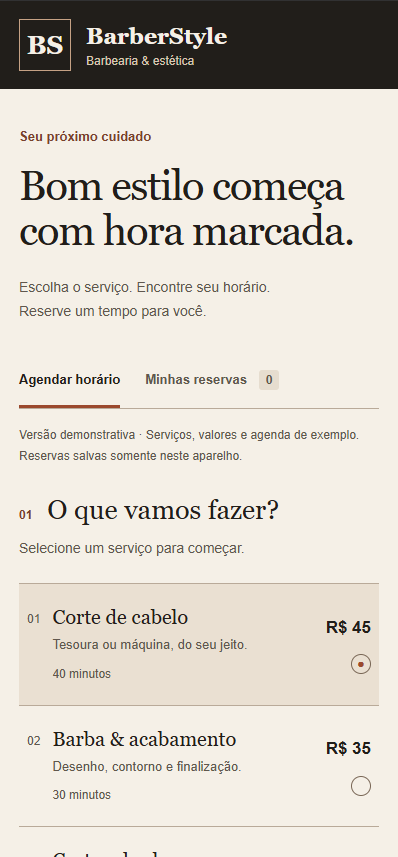 BS
BarberStyle
Barbearia & estética
Seu próximo cuidado
Bom estilo começa
com hora marcada.
Escolha o serviço. Encontre seu horário.
Reserve um tempo para você.
Agendar horário Minhas reservas 0
Versão demonstrativa · Serviços, valores e agenda de exemplo.
Reservas salvas somente neste aparelho.
01 O que vamos fazer?
Selecione um serviço para começar.
01 Corte de cabelo
R$ 45
Tesoura ou máquina, do seu jeito.
40 minutos
02 Barba & acabamento
R$ 35
Desenho, contorno e finalização.
30 minutos